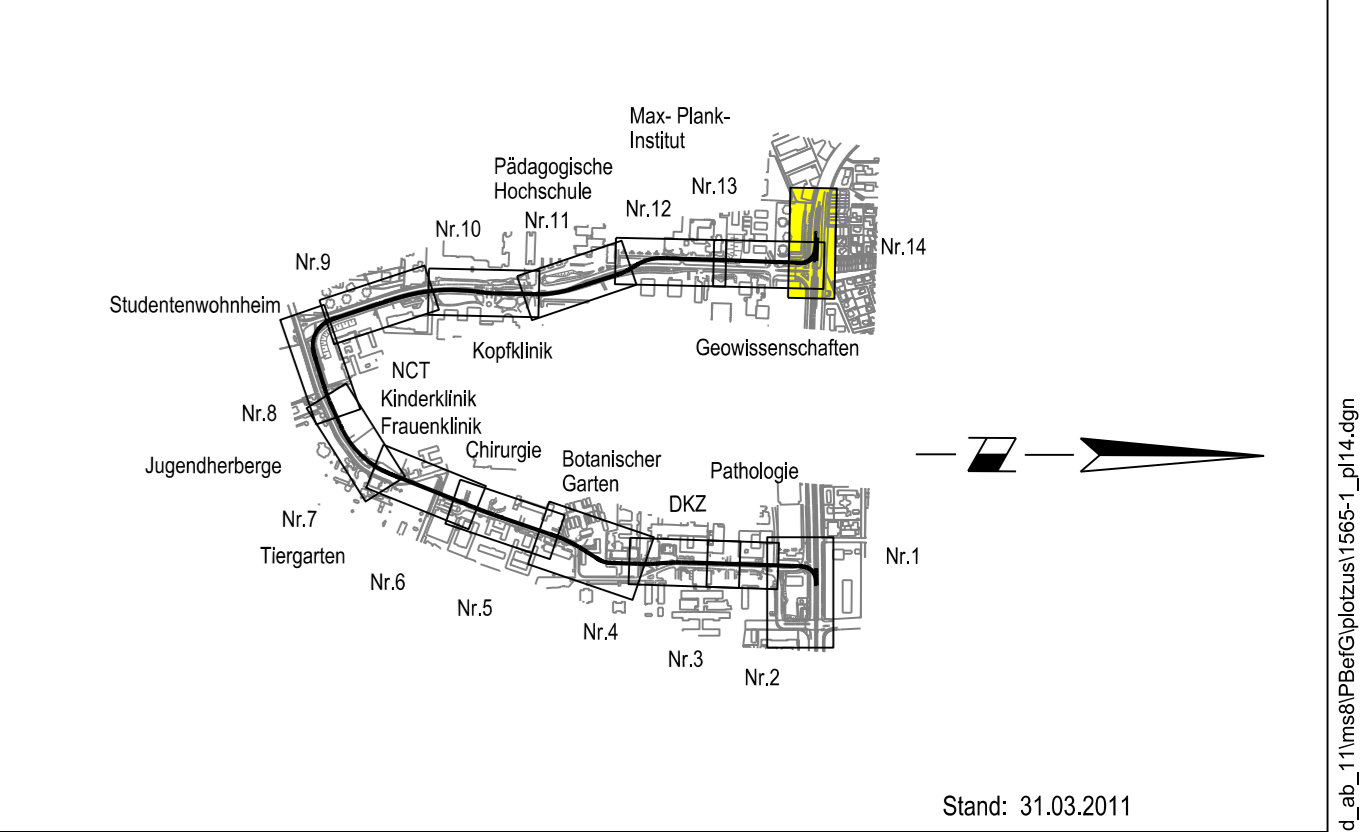 Max- Plank-
Institut
Pädagogische
Hochschule
Nr.13
Nr.12
Nr.11
Nr.10
Nr.14
Nr.9
Studentenwohnheim
Kopfklinik
Geowissenschaften
NCT
Kinderklinik
Frauenklinik
Nr.8
Chirurgie
Jugendherberge
Botanischer
Garten
Pathologie
DKZ
Nr.7
Tiergarten
Nr.6
Nr.5
Nr.4
Nr.3
Nr.2
Nr.1
Stand: 31.03.2011
d_ab_11\ms8\PBefG\plotzus\1565-1_pl14.dgn